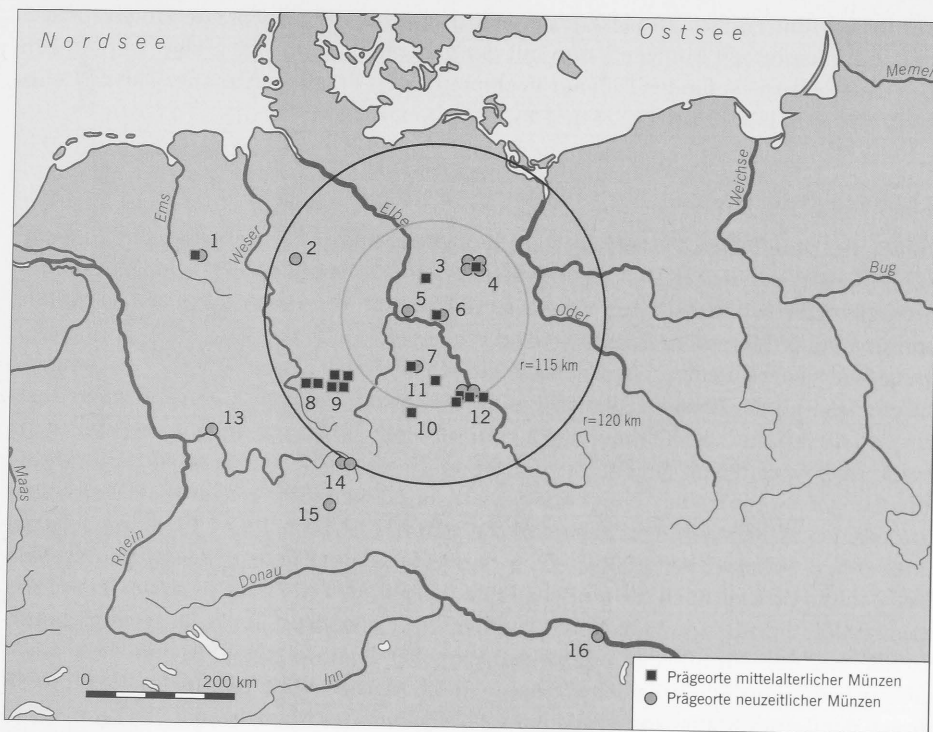 Nordsee
Ostsee
Memel
Ems
Weser
Elbe
Weichse
Bug
1
2
3
4
5
6
Oder
7
r=115 km
8
9
11
12
10
r=120 km
13
14
15
Maas
Rhein
Donau
16
Inn
0 200 km
Prägeorte mittelalterlicher Münzen
Prägeorte neuzeitlicher Münzen